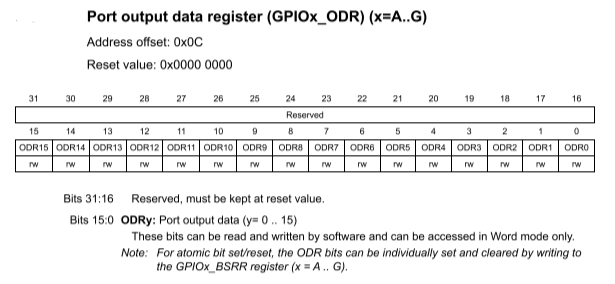 Port output data register (GPIOx_ODR) (x=A..G)
Address offset: 0x0C
Reset value: 0x0000 0000
31 30 29 28 27 26 25 24 23 22 21 20 19 18 17 16
Reserved
15 14 13 12 11 10 9 8 7 6 5 4 3 2 1 0
ODR15 ODR14 ODR13 ODR12 ODR11 ODR10 ODR9 ODR8 ODR7 ODR6 ODR5 ODR4 ODR3 ODR2 ODR1 ODR0
rw rw rw rw rw rw rw rw rw rw rw rw rw rw rw rw
Bits 31:16 Reserved, must be kept at reset value.
Bits 15:0 ODRy: Port output data (y= 0 .. 15)
These bits can be read and written by software and can be accessed in Word mode only.
Note: For atomic bit set/reset, the ODR bits can be individually set and cleared by writing to
the GPIOx_BSRR register (x = A .. G).